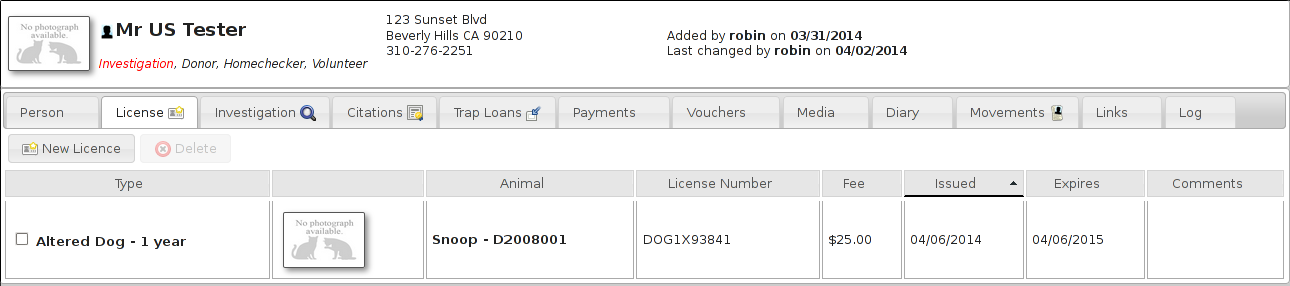 No photograph
available.
Mr US Tester
Investigation, Donor, Homechecker, Volunteer
123 Sunset Blvd
Beverly Hills CA 90210
310-276-2251
Added by robin on 03/31/2014
Last changed by robin on 04/02/2014
Person License Investigation Citations Trap Loans Payments Vouchers Media Diary Movements Links Log
New Licence Delete
Type Animal License Number Fee Issued Expires Comments
No photograph
available.
Altered Dog - 1 year Snoop - D2008001 DOG1X93841 $25.00 04/06/2014 04/06/2015